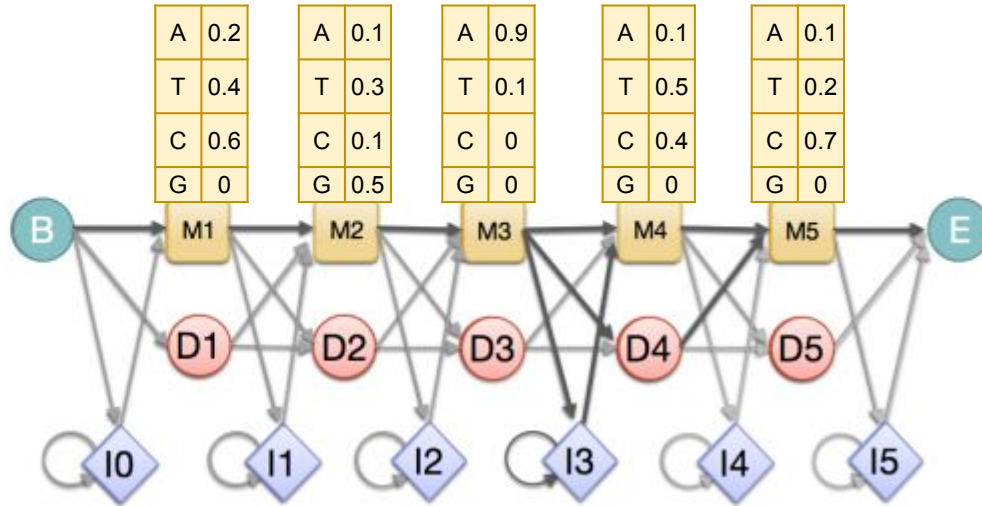 A 0.2 A 0.1 A 0.9 A 0.1 A 0.1
T 0.4 T 0.3 T 0.1 T 0.5 T 0.2
C 0.6 C 0.1 C 0 C 0.4 C 0.7
G 0 G 0.5 G 0 G 0 G 0
B M1 M2 M3 M4 M5 E
D1 D2 D3 D4 D5
I0 I1 I2 I3 I4 I5